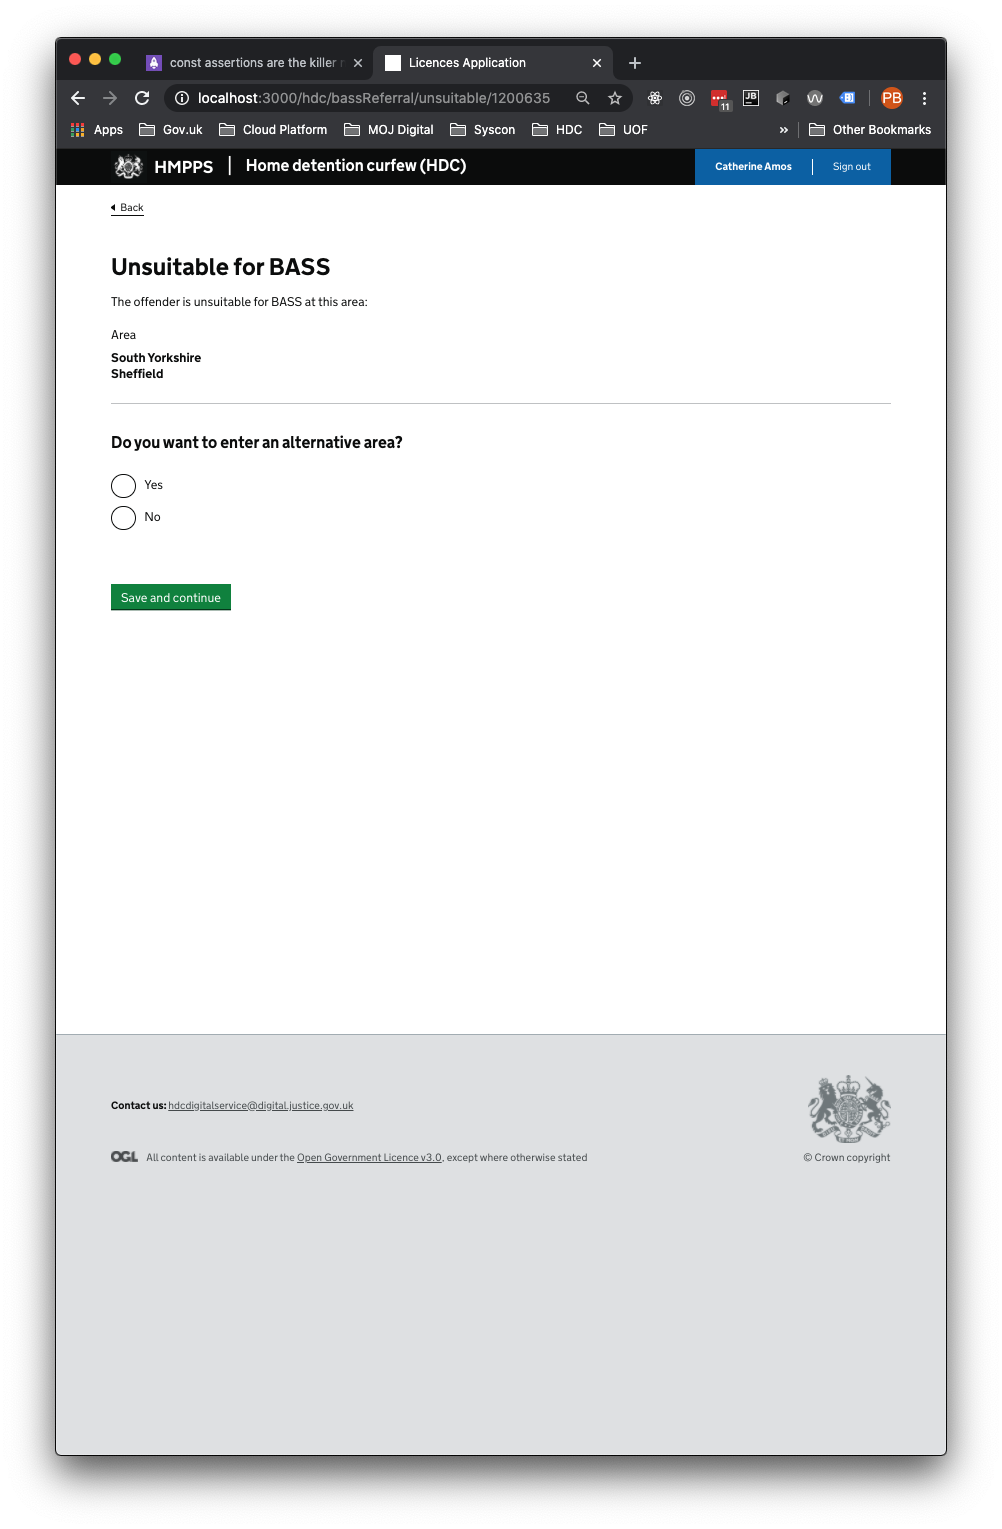 const assertions are the killer
Licences Application
localhost:3000/hdc/bassReferral/unsuitable/1200635
11
JB
PB
Apps Gov.uk Cloud Platform MOJ Digital Syscon HDC UOF » Other Bookmarks
HMPPS | Home detention curfew (HDC)
Catherine Amos
Sign out
Back
Unsuitable for BASS
The offender is unsuitable for BASS at this area:
Area
South Yorkshire
Sheffield
Do you want to enter an alternative area?
Yes
No
Save and continue
Contact us: hdcdigitalservice@digital.justice.gov.uk
OGL All content is available under the Open Government Licence v3.0, except where otherwise stated
© Crown copyright